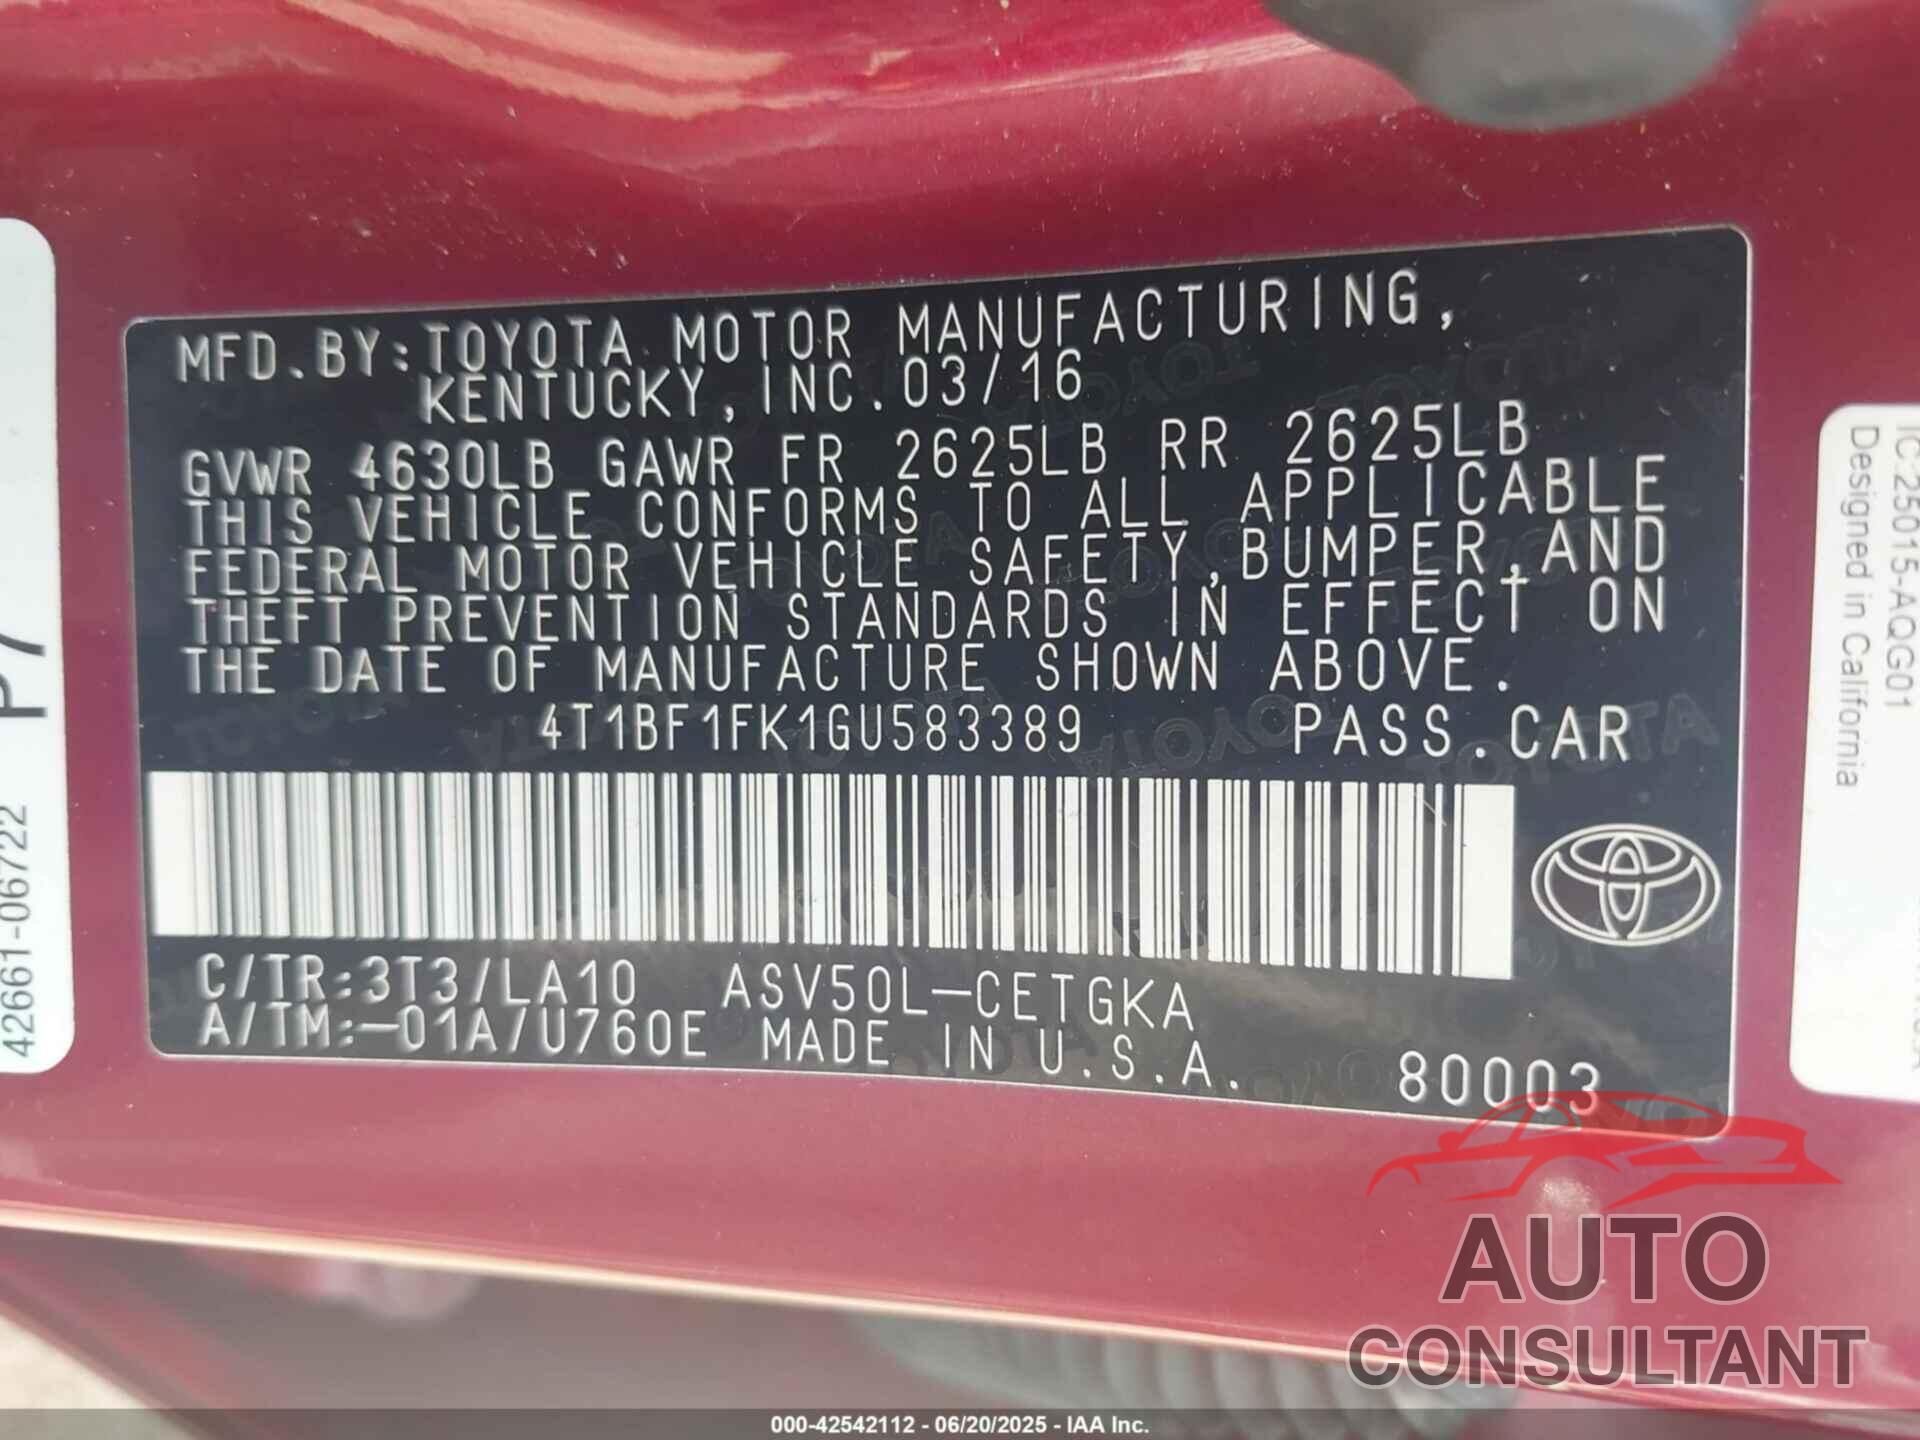 MFD.BY:TOYOTA MOTOR MANUFACTURING,
KENTUCKY, INC. 03/16
GVWR 4630LB GAWR FR 2625LB RR 2625LB
THIS VEHICLE CONFORMS TO ALL APPLICABLE
FEDERAL MOTOR VEHICLE SAFETY, BUMPER, AND
THEFT PREVENTION STANDARDS IN EFFECT ON
THE DATE OF MANUFACTURE SHOWN ABOVE.
4T1BF1FK1GU583389 PASS.CAR
C/TR:3T3/LA10 ASV50L-CETGKA
A/TM:-01A/U760E MADE IN U.S.A.
80003
P7
42661-06722
IC:25015-AQG01
Designed in California
AUTO
CONSULTANT
000-42542112 - 06/20/2025 - IAA Inc.